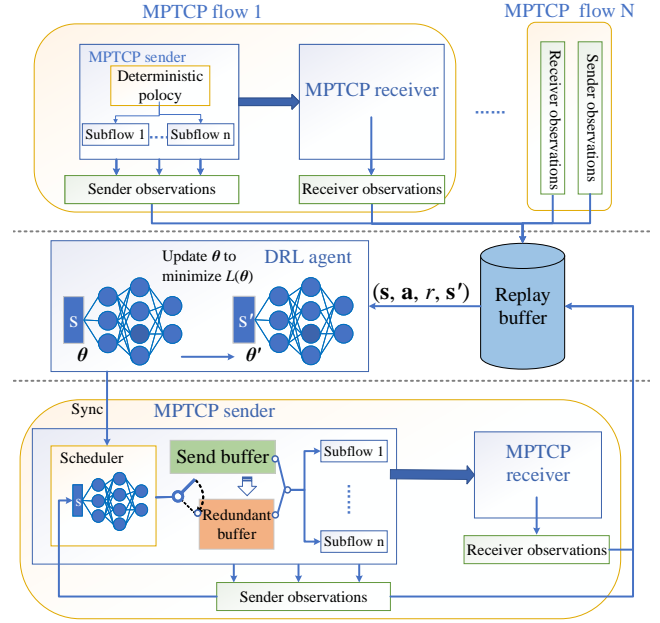 MPTCP flow 1
MPTCP flow N
MPTCP sender
Deterministic
polocy
Subflow 1
Subflow n
MPTCP receiver
......
Receiver observations
Sender observations
Sender observations
Receiver observations
Update θ to
minimize L(θ)
DRL agent
S
θ
S'
θ'
(s, a, r, s')
Replay
buffer
Sync
MPTCP sender
Scheduler
S
Send buffer
Redundant
buffer
Subflow 1
Subflow n
MPTCP
receiver
Receiver observations
Sender observations